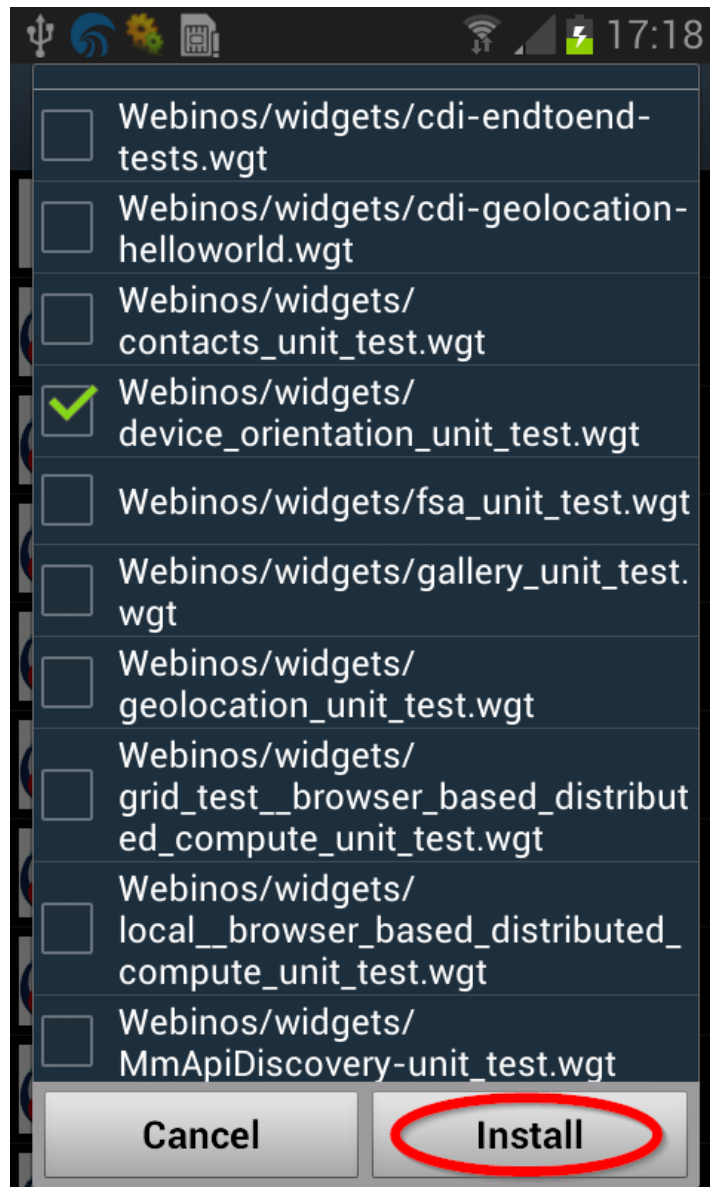 17:18
Webinos/widgets/cdi-endtoend-
tests.wgt
Webinos/widgets/cdi-geolocation-
helloworld.wgt
Webinos/widgets/
contacts_unit_test.wgt
Webinos/widgets/
device_orientation_unit_test.wgt
Webinos/widgets/fsa_unit_test.wgt
Webinos/widgets/gallery_unit_test.
wgt
Webinos/widgets/
geolocation_unit_test.wgt
Webinos/widgets/
grid_test__browser_based_distribut
ed_compute_unit_test.wgt
Webinos/widgets/
local__browser_based_distributed_
compute_unit_test.wgt
Webinos/widgets/
MmApiDiscovery-unit_test.wgt
Cancel Install